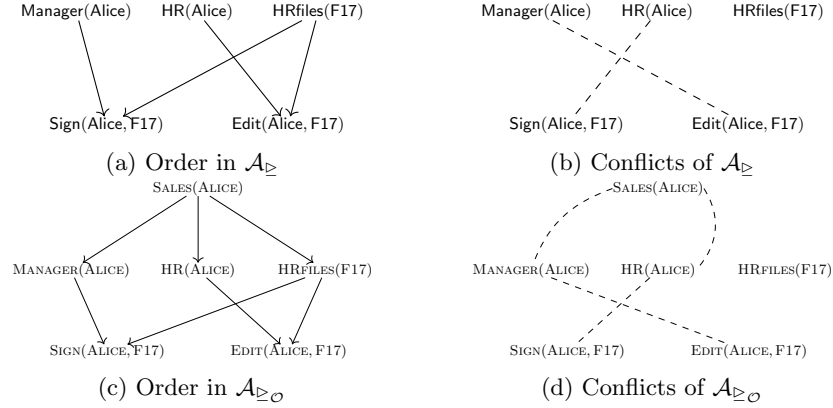 Manager(Alice) HR(Alice) HRfiles(F17) Manager(Alice) HR(Alice) HRfiles(F17)
Sign(Alice, F17) Edit(Alice, F17) Sign(Alice, F17) Edit(Alice, F17)
(a) Order in 𝒜⊵ (b) Conflicts of 𝒜⊵
SALES(ALICE) SALES(ALICE)
MANAGER(ALICE) HR(ALICE) HRFILES(F17) MANAGER(ALICE) HR(ALICE) HRFILES(F17)
SIGN(ALICE, F17) EDIT(ALICE, F17) SIGN(ALICE, F17) EDIT(ALICE, F17)
(c) Order in 𝒜⊵𝒪 (d) Conflicts of 𝒜⊵𝒪